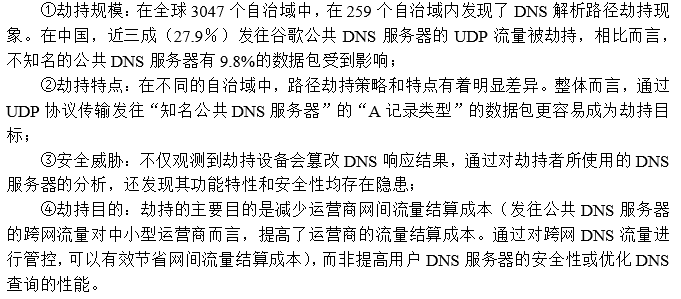 ①劫持规模：在全球 3047 个自治域中，在 259 个自治域内发现了 DNS 解析路径劫持现
象。在中国，近三成（27.9%）发往谷歌公共 DNS 服务器的 UDP 流量被劫持，相比而言，
不知名的公共 DNS 服务器有 9.8%的数据包受到影响；
②劫持特点：在不同的自治域中，路径劫持策略和特点有着明显差异。整体而言，通过
UDP 协议传输发往“知名公共 DNS 服务器”的“A 记录类型”的数据包更容易成为劫持目
标；
③安全威胁：不仅观测到劫持设备会篡改 DNS 响应结果，通过对劫持者所使用的 DNS
服务器的分析，还发现其功能特性和安全性均存在隐患；
④劫持目的：劫持的主要目的是减少运营商网间流量结算成本（发往公共 DNS 服务器
的跨网流量对中小型运营商而言，提高了运营商的流量结算成本。通过对跨网 DNS 流量进
行管控，可以有效节省网间流量结算成本），而非提高用户 DNS 服务器的安全性或优化 DNS
查询的性能。